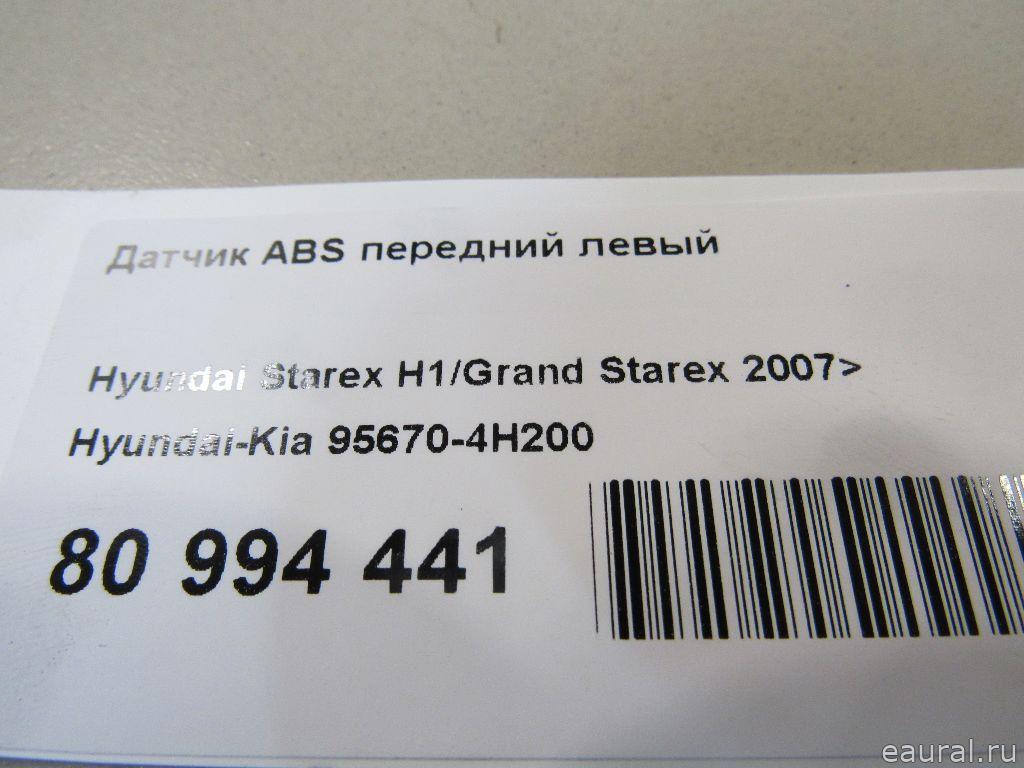 Датчик ABS передний левый
Hyundai Starex H1/Grand Starex 2007>
Hyundai-Kia 95670-4H200
80 994 441
eaural.ru